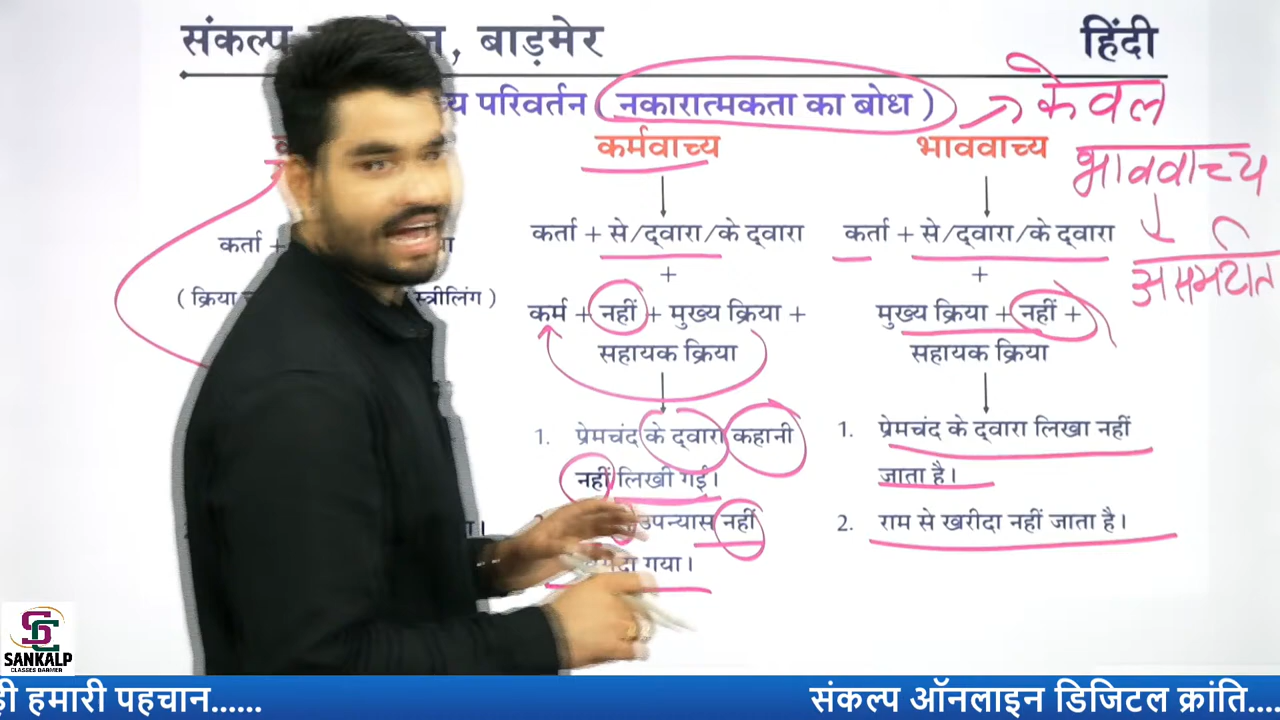 बाड़मेर
हिंदी
परिवर्तन ( नकारात्मकता का बोध )
केवल
भाववाच्य
असमर्थता
कर्मवाच्य
कर्ता + से/द्वारा/के द्वारा
+
कर्म + नहीं + मुख्य क्रिया +
सहायक क्रिया
1. प्रेमचंद के द्वारा कहानी
नहीं लिखी गई।
उपन्यास नहीं
गया।
भाववाच्य
कर्ता + से/द्वारा/के द्वारा
+
मुख्य क्रिया + नहीं +
सहायक क्रिया
1. प्रेमचंद के द्वारा लिखा नहीं
जाता है।
2. राम से खरीदा नहीं जाता है।
कर्ता +
( क्रिया
स्त्रीलिंग )
SANKALP
CLASSES BARMER
हमारी पहचान......
संकल्प ऑनलाइन डिजिटल क्रांति....